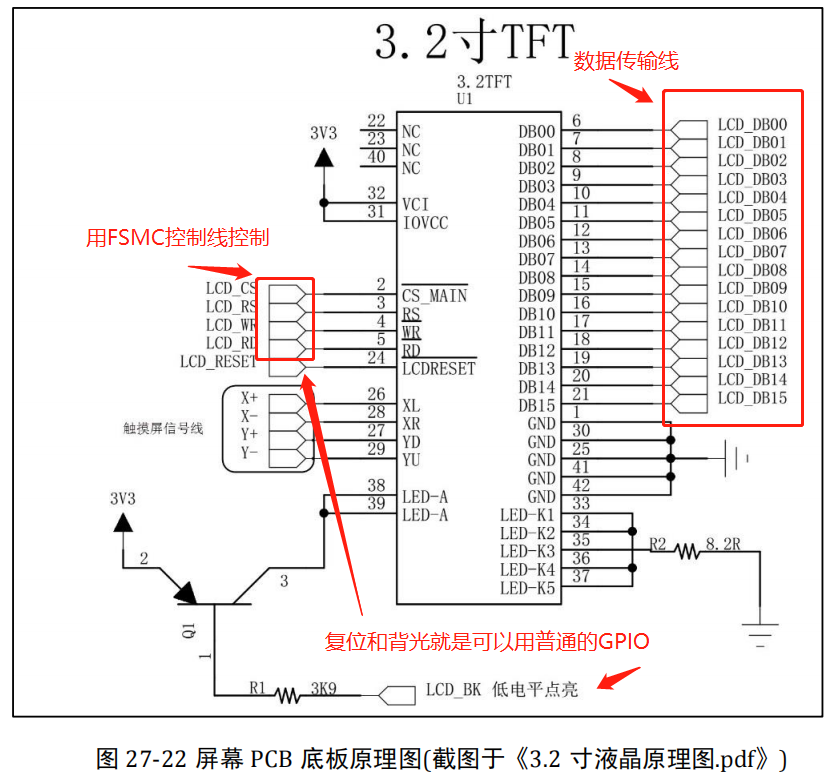 3.2寸TFT
数据传输线
3.2TFT
U1
3V3
22 NC
23 NC
40 NC
32 VCI
31 IOVCC
用FSMC控制线控制
LCD_CS 2 CS_MAIN
LCD_RS 3 RS
LCD_WR 4 WR
LCD_RD 5 RD
LCD_RESET 24 LCDRESET
X+ 26 XL
X- 28 XR
Y+ 27 YD
Y- 29 YU
触摸屏信号线
38 LED-A
39 LED-A
DB00 6 LCD_DB00
DB01 7 LCD_DB01
DB02 8 LCD_DB02
DB03 9 LCD_DB03
DB04 10 LCD_DB04
DB05 11 LCD_DB05
DB06 12 LCD_DB06
DB07 13 LCD_DB07
DB08 14 LCD_DB08
DB09 15 LCD_DB09
DB10 16 LCD_DB10
DB11 17 LCD_DB11
DB12 18 LCD_DB12
DB13 19 LCD_DB13
DB14 20 LCD_DB14
DB15 21 LCD_DB15
GND 1
GND 30
GND 25
GND 41
GND 42
LED-K1 33
LED-K2 34
LED-K3 35
LED-K4 36
LED-K5 37
R2 8.2R
3V3
2
3
Q1
1
复位和背光就是可以用普通的GPIO
R1 3K9 LCD_BK 低电平点亮
图 27-22 屏幕 PCB 底板原理图(截图于《3.2 寸液晶原理图.pdf》)